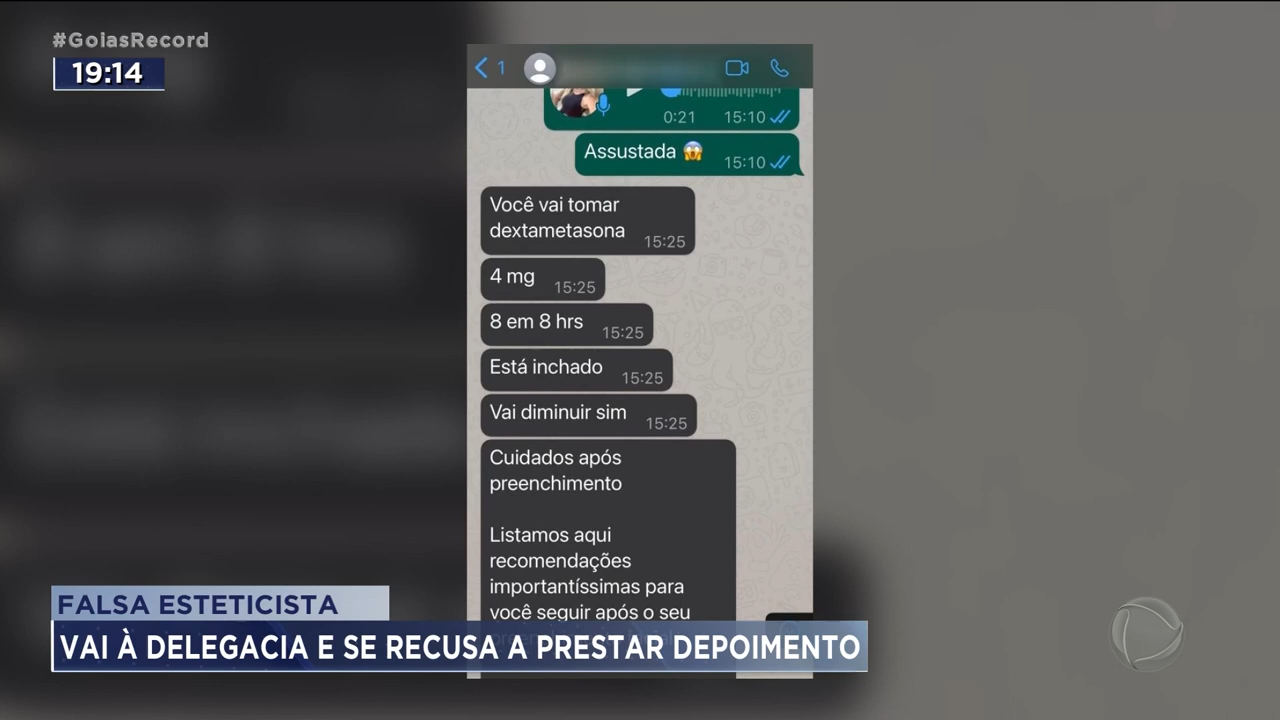 #GoiasRecord
19:14
1
0:21 15:10
Assustada 😱 15:10
Você vai tomar
dextametasona 15:25
4 mg 15:25
8 em 8 hrs 15:25
Está inchado 15:25
Vai diminuir sim 15:25
Cuidados após
preenchimento
Listamos aqui
recomendações
importantíssimas para
você seguir após o seu
FALSA ESTETICISTA
VAI À DELEGACIA E SE RECUSA A PRESTAR DEPOIMENTO